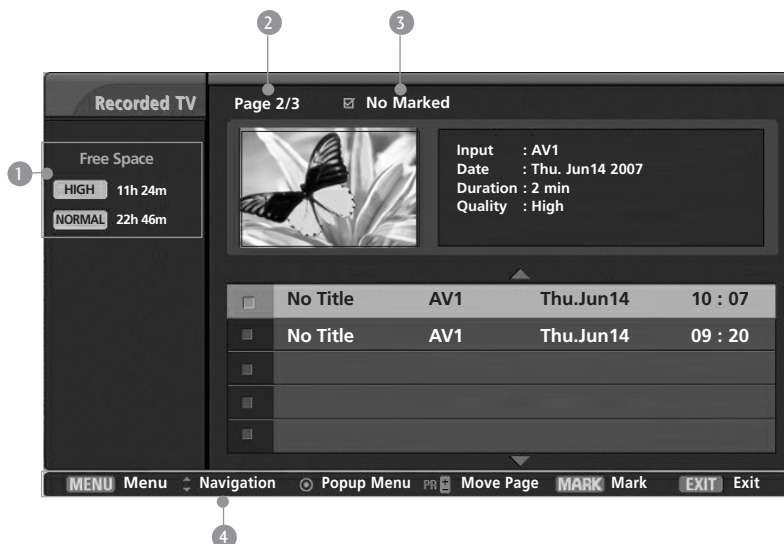 2 3
Recorded TV
Page 2/3 No Marked
1
Free Space
HIGH 11h 24m
NORMAL 22h 46m
Input : AV1
Date : Thu. Jun14 2007
Duration : 2 min
Quality : High
No Title AV1 Thu.Jun14 10 : 07
No Title AV1 Thu.Jun14 09 : 20
MENU Menu Navigation Popup Menu PR Move Page MARK Mark EXIT Exit
4